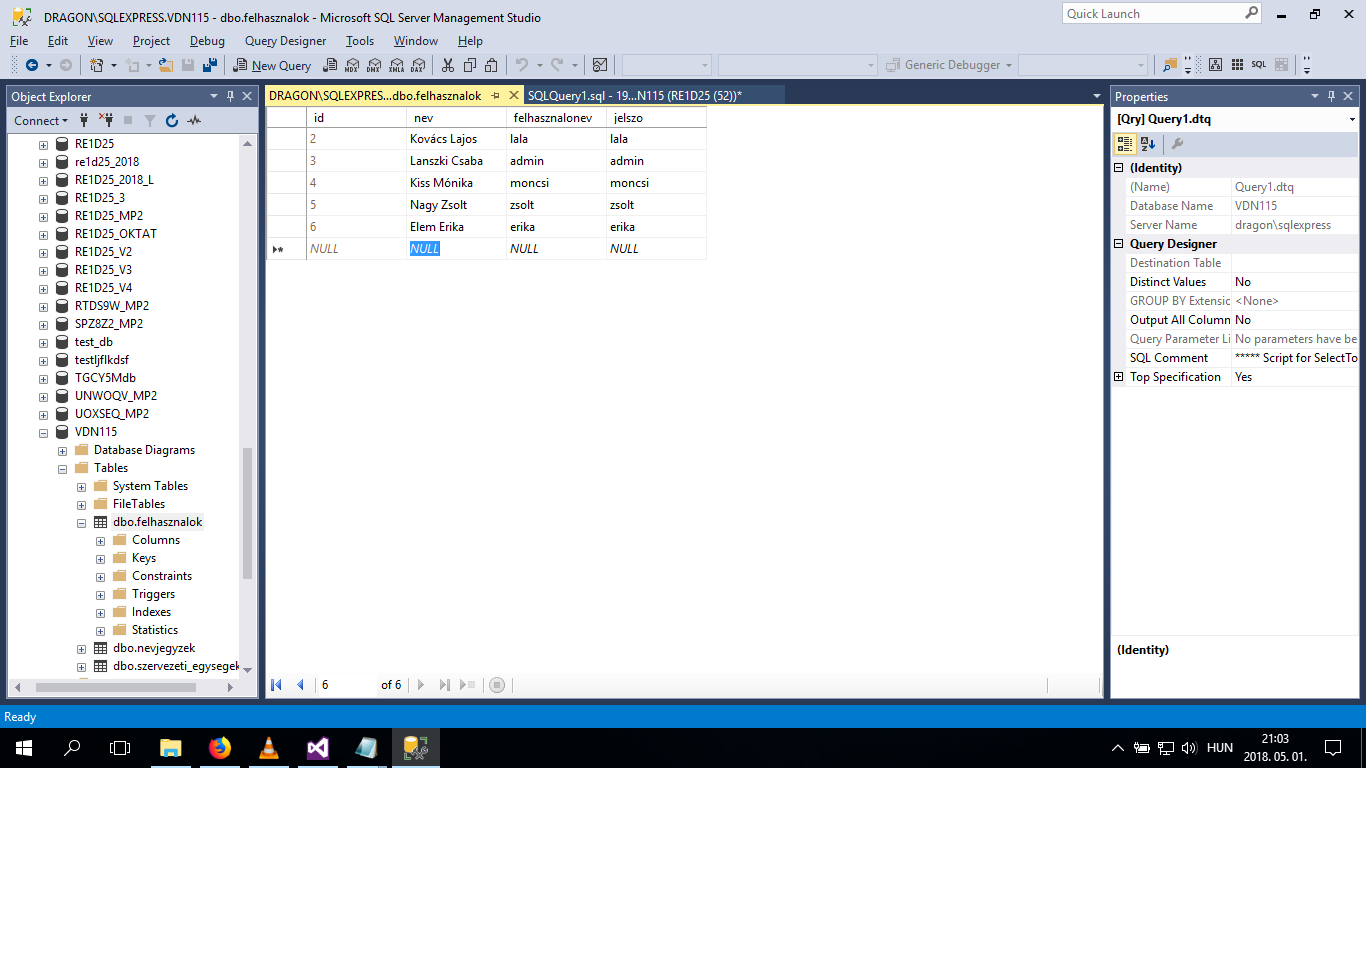 DRAGON\SQLEXPRESS.VDN115 - dbo.felhasznalok - Microsoft SQL Server Management Studio
Quick Launch
File Edit View Project Debug Query Designer Tools Window Help
New Query
MDX DMX XMLA DAX
Generic Debugger
SQL
Object Explorer
Connect
RE1D25
re1d25_2018
RE1D25_2018_L
RE1D25_3
RE1D25_MP2
RE1D25_OKTAT
RE1D25_V2
RE1D25_V3
RE1D25_V4
RTDS9W_MP2
SPZ8Z2_MP2
test_db
testljflkdsf
TGCY5Mdb
UNWOQV_MP2
UOXSEQ_MP2
VDN115
Database Diagrams
Tables
System Tables
FileTables
dbo.felhasznalok
Columns
Keys
Constraints
Triggers
Indexes
Statistics
dbo.nevjegyzek
dbo.szervezeti_egysegek
DRAGON\SQLEXPRES...dbo.felhasznalok
SQLQuery1.sql - 19...N115 (RE1D25 (52))*
id nev felhasznalonev jelszo
2 Kovács Lajos lala lala
3 Lanszki Csaba admin admin
4 Kiss Mónika moncsi moncsi
5 Nagy Zsolt zsolt zsolt
6 Elem Erika erika erika
NULL NULL NULL NULL
6 of 6
Properties
[Qry] Query1.dtq
(Identity)
(Name) Query1.dtq
Database Name VDN115
Server Name dragon\sqlexpress
Query Designer
Destination Table
Distinct Values No
GROUP BY Extensic <None>
Output All Column No
Query Parameter Li No parameters have be
SQL Comment ***** Script for SelectTo
Top Specification Yes
(Identity)
Ready
HUN
21:03
2018. 05. 01.